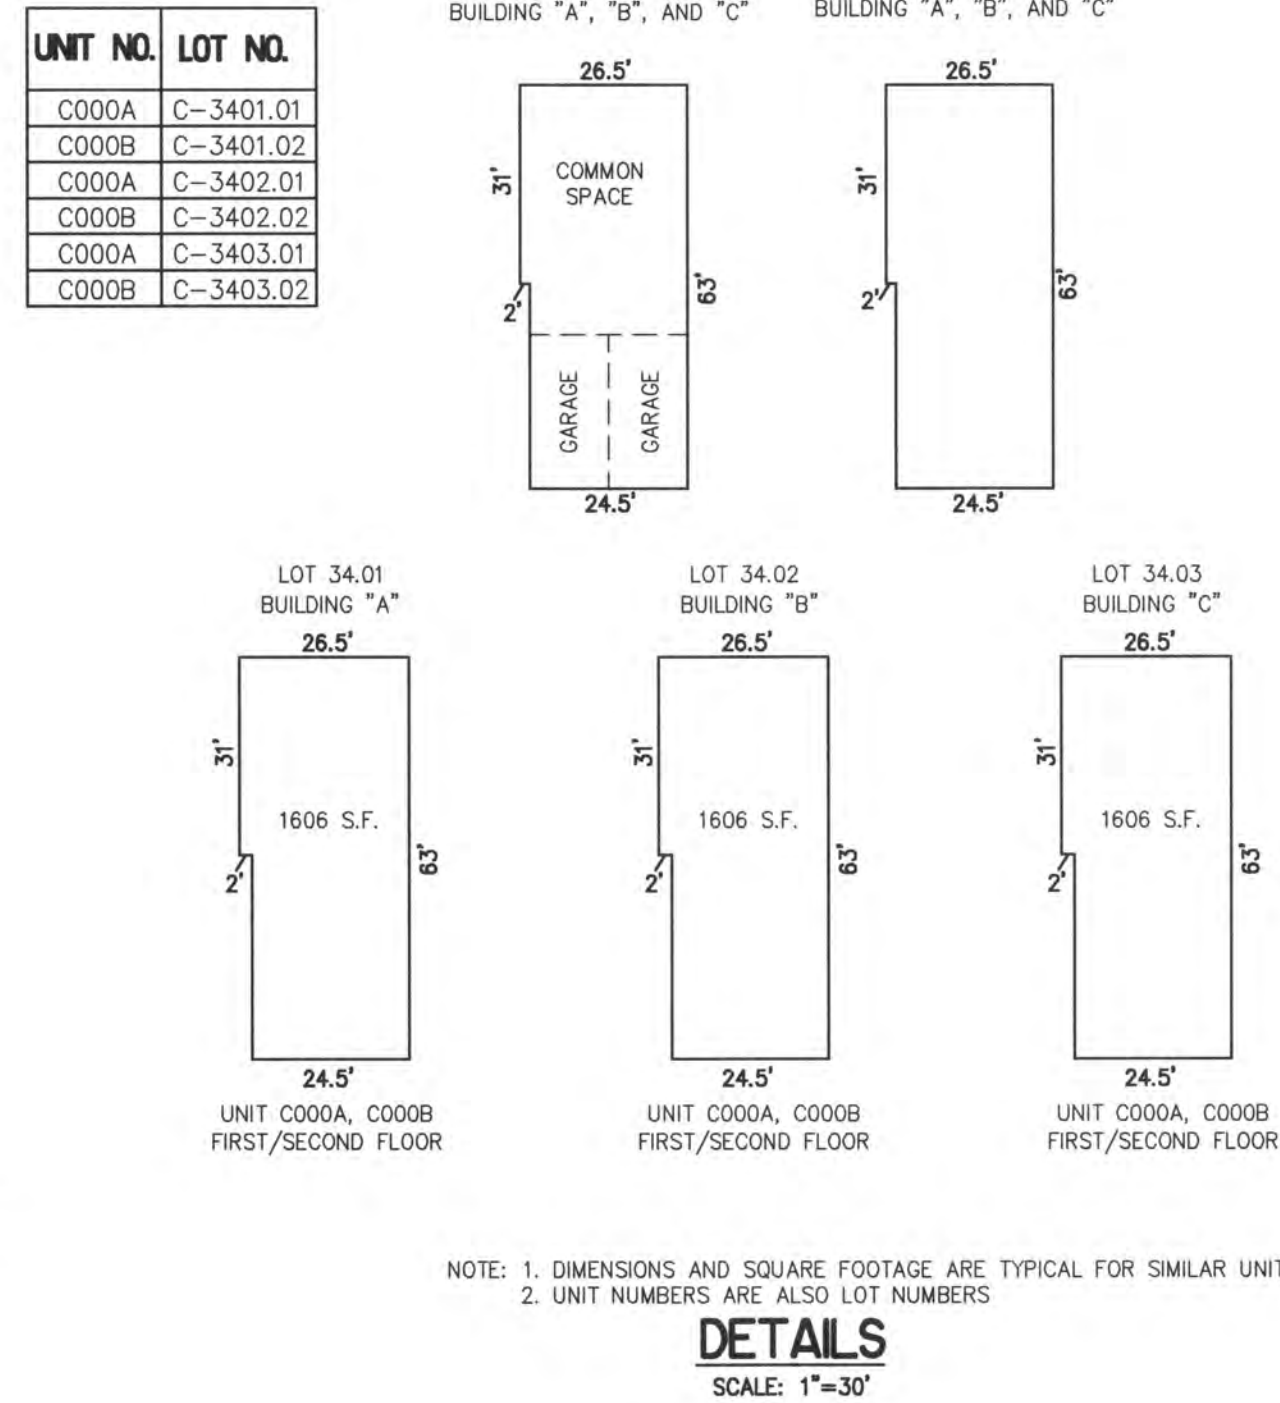 UNIT NO. LOT NO.
C000A C-3401.01
C000B C-3401.02
C000A C-3402.01
C000B C-3402.02
C000A C-3403.01
C000B C-3403.02
BUILDING "A", "B", AND "C"
26.5'
31'
COMMON
SPACE
63'
2'
GARAGE
GARAGE
24.5'
BUILDING "A", "B", AND "C"
26.5'
31'
63'
2'
24.5'
LOT 34.01
BUILDING "A"
26.5'
31'
1606 S.F.
63'
2'
24.5'
UNIT C000A, C000B
FIRST/SECOND FLOOR
LOT 34.02
BUILDING "B"
26.5'
31'
1606 S.F.
63'
2'
24.5'
UNIT C000A, C000B
FIRST/SECOND FLOOR
LOT 34.03
BUILDING "C"
26.5'
31'
1606 S.F.
63'
2'
24.5'
UNIT C000A, C000B
FIRST/SECOND FLOOR
NOTE: 1. DIMENSIONS AND SQUARE FOOTAGE ARE TYPICAL FOR SIMILAR UNIT
2. UNIT NUMBERS ARE ALSO LOT NUMBERS
DETAILS
SCALE: 1"=30'